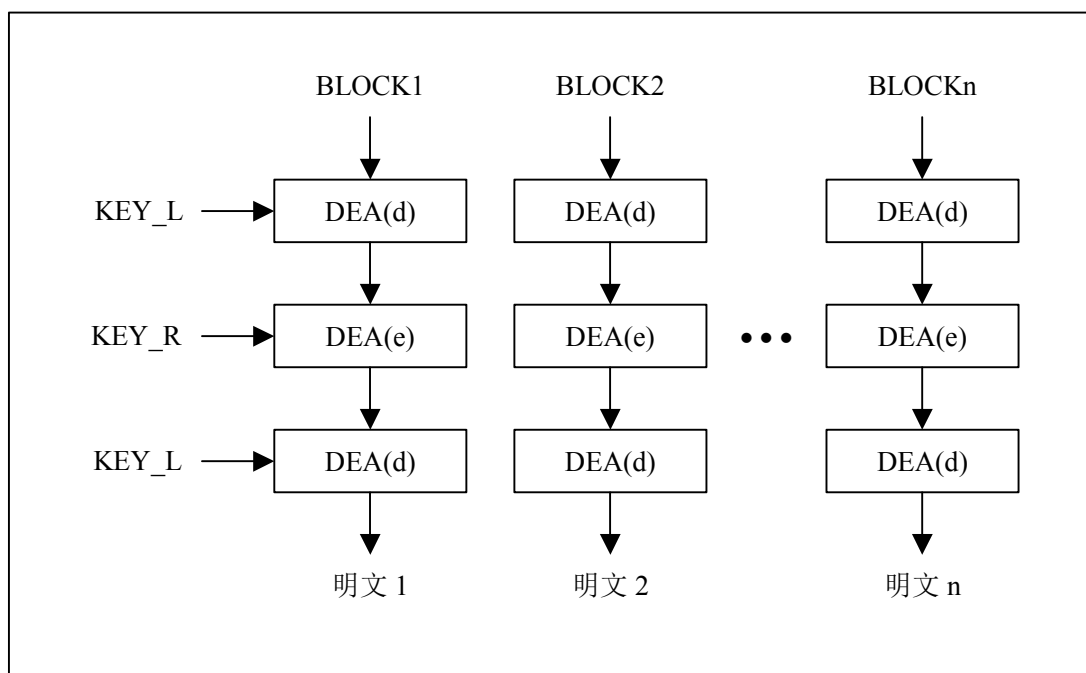 BLOCK1 BLOCK2 BLOCKn
KEY_L DEA(d) DEA(d) DEA(d)
KEY_R DEA(e) DEA(e) ••• DEA(e)
KEY_L DEA(d) DEA(d) DEA(d)
明文 1 明文 2 明文 n